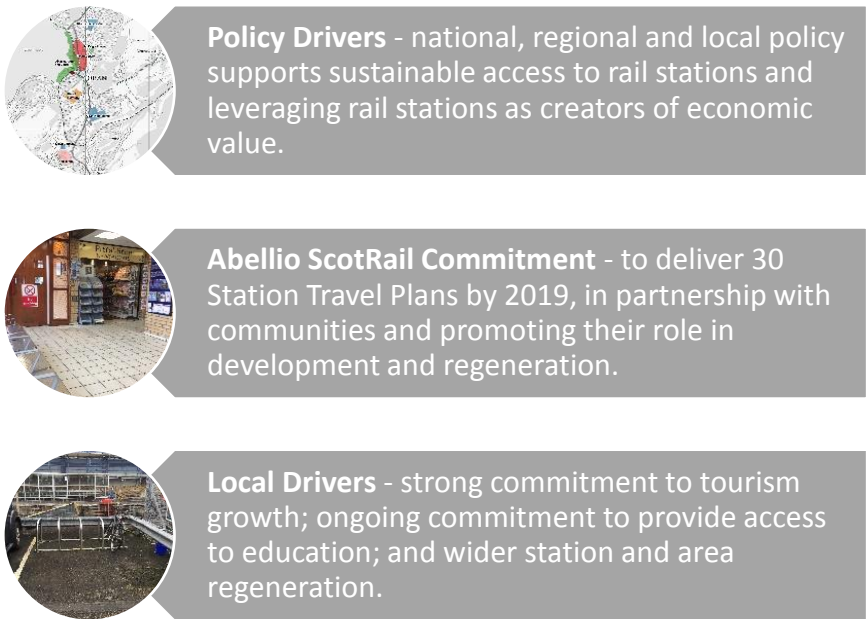 Policy Drivers - national, regional and local policy
supports sustainable access to rail stations and
leveraging rail stations as creators of economic
value.
Abellio ScotRail Commitment - to deliver 30
Station Travel Plans by 2019, in partnership with
communities and promoting their role in
development and regeneration.
Local Drivers - strong commitment to tourism
growth; ongoing commitment to provide access
to education; and wider station and area
regeneration.